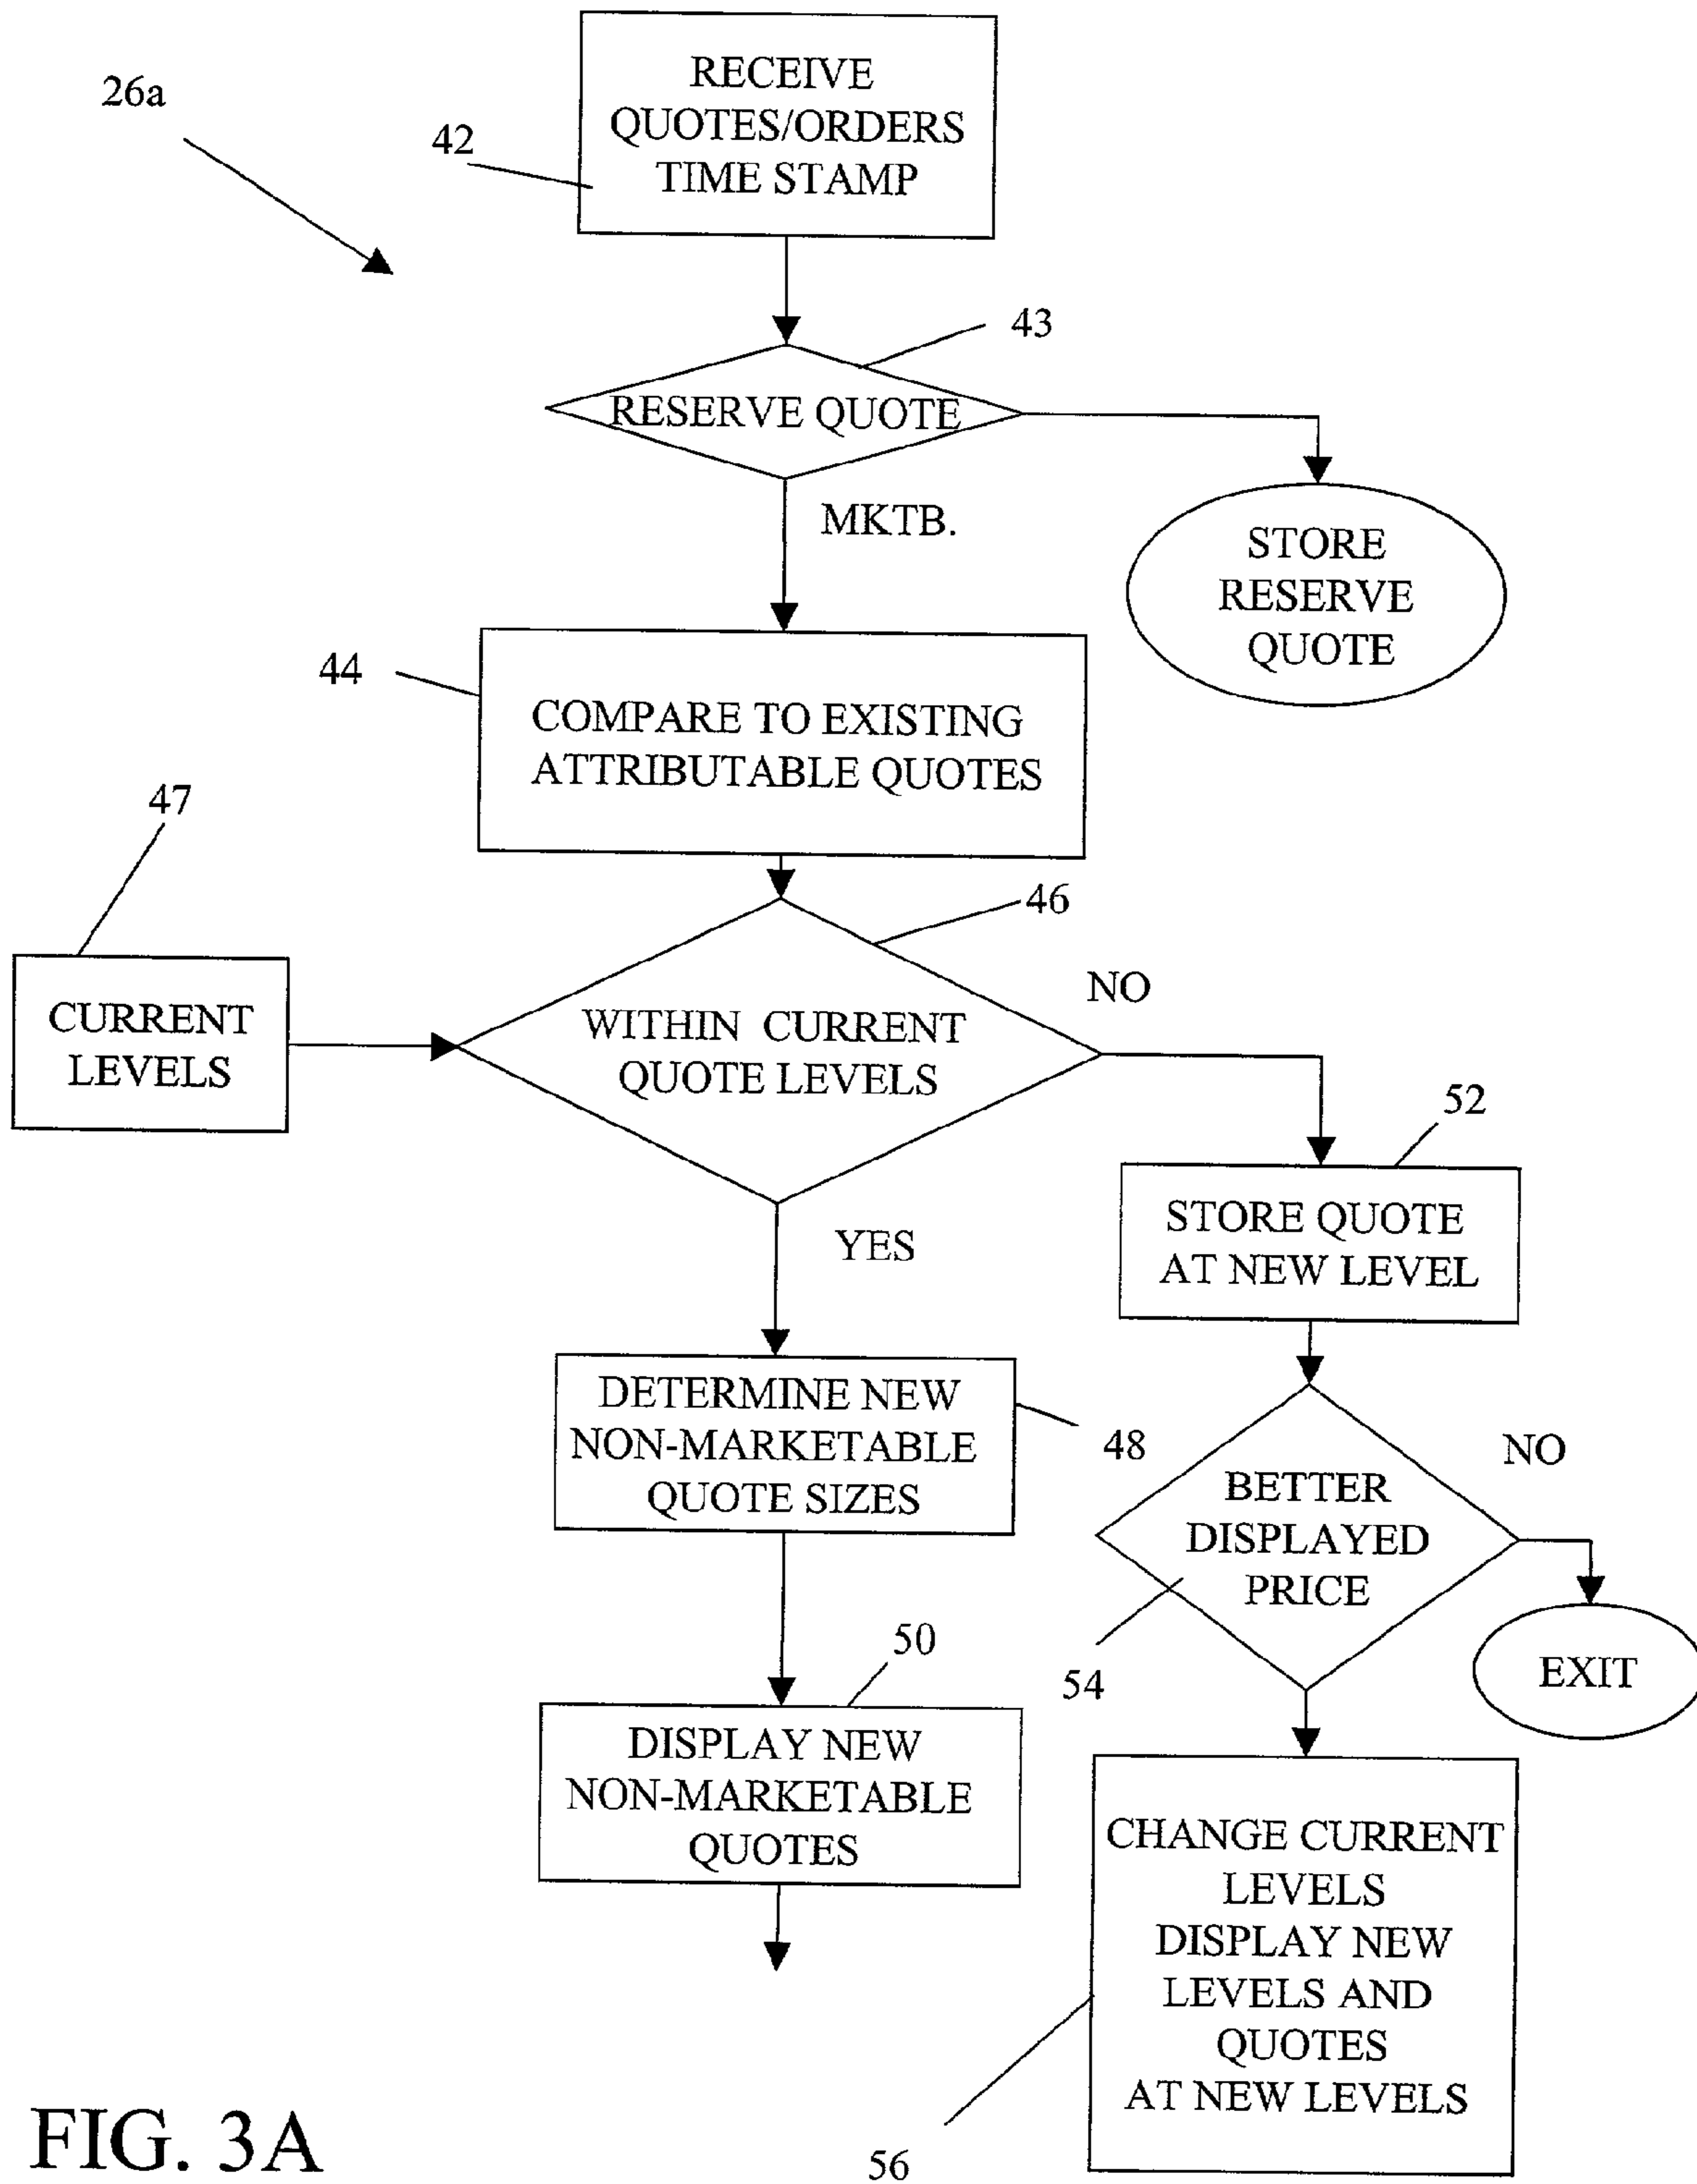 26a
42
RECEIVE
QUOTES/ORDERS
TIME STAMP
43
RESERVE QUOTE
MKTB.
STORE
RESERVE
QUOTE
44
COMPARE TO EXISTING
ATTRIBUTABLE QUOTES
47
CURRENT
LEVELS
46
WITHIN CURRENT
QUOTE LEVELS
NO
YES
52
STORE QUOTE
AT NEW LEVEL
DETERMINE NEW
NON-MARKETABLE
QUOTE SIZES
48
BETTER
DISPLAYED
PRICE
NO
54
EXIT
50
DISPLAY NEW
NON-MARKETABLE
QUOTES
CHANGE CURRENT
LEVELS
DISPLAY NEW
LEVELS AND
QUOTES
AT NEW LEVELS
56
FIG. 3A